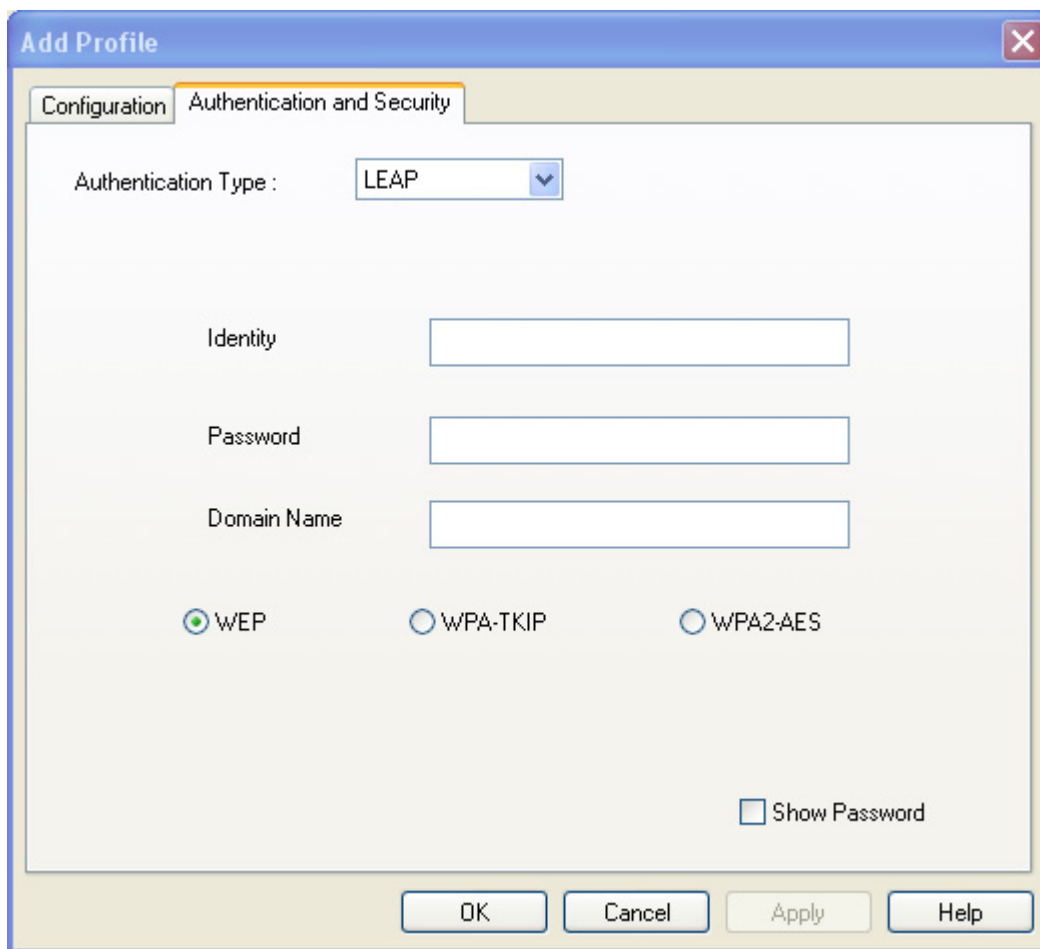 Add Profile
Configuration
Authentication and Security
Authentication Type :
LEAP
Identity
Password
Domain Name
WEP
WPA-TKIP
WPA2-AES
Show Password
OK
Cancel
Apply
Help